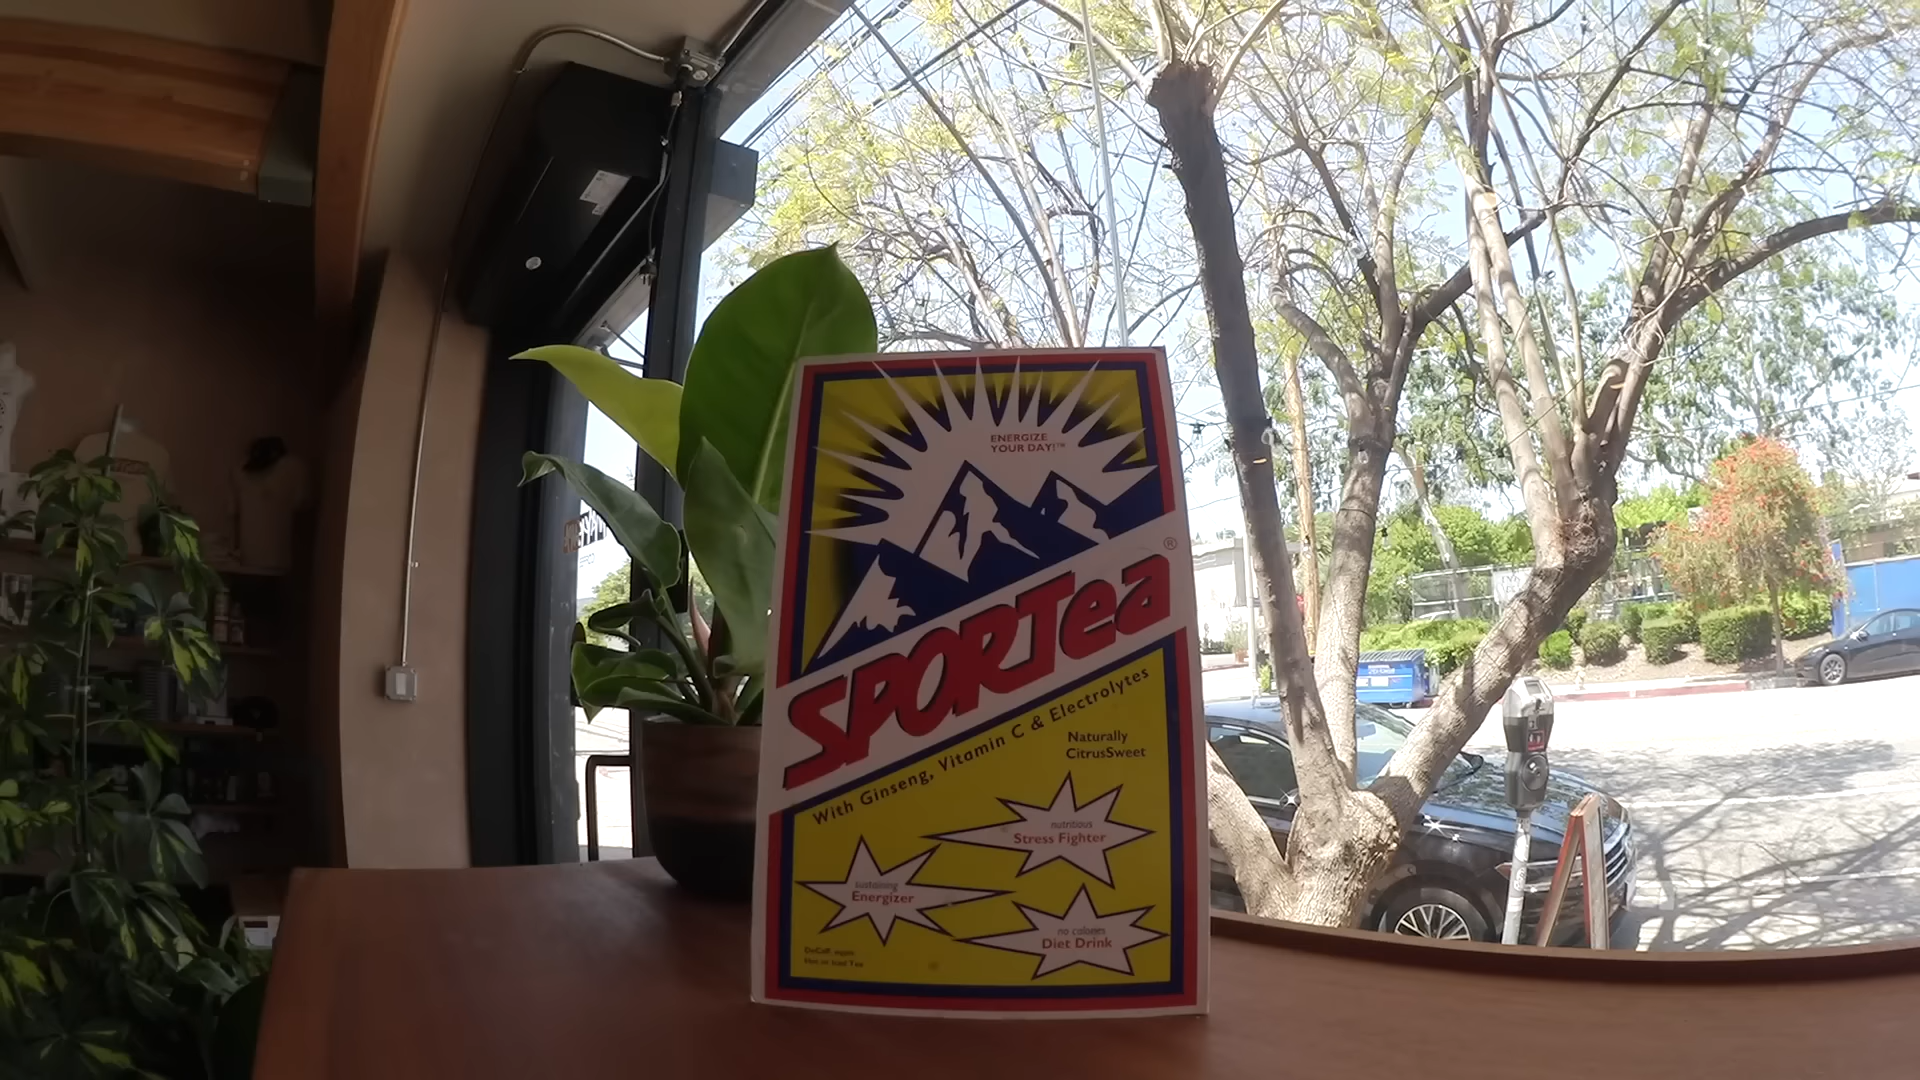 ENERGIZE
YOUR DAY!™
SPORTea®
With Ginseng, Vitamin C & Electrolytes
Naturally
CitrusSweet
nutritious
Stress Fighter
sustaining
Energizer
no calories
Diet Drink
Hot or Iced Tea